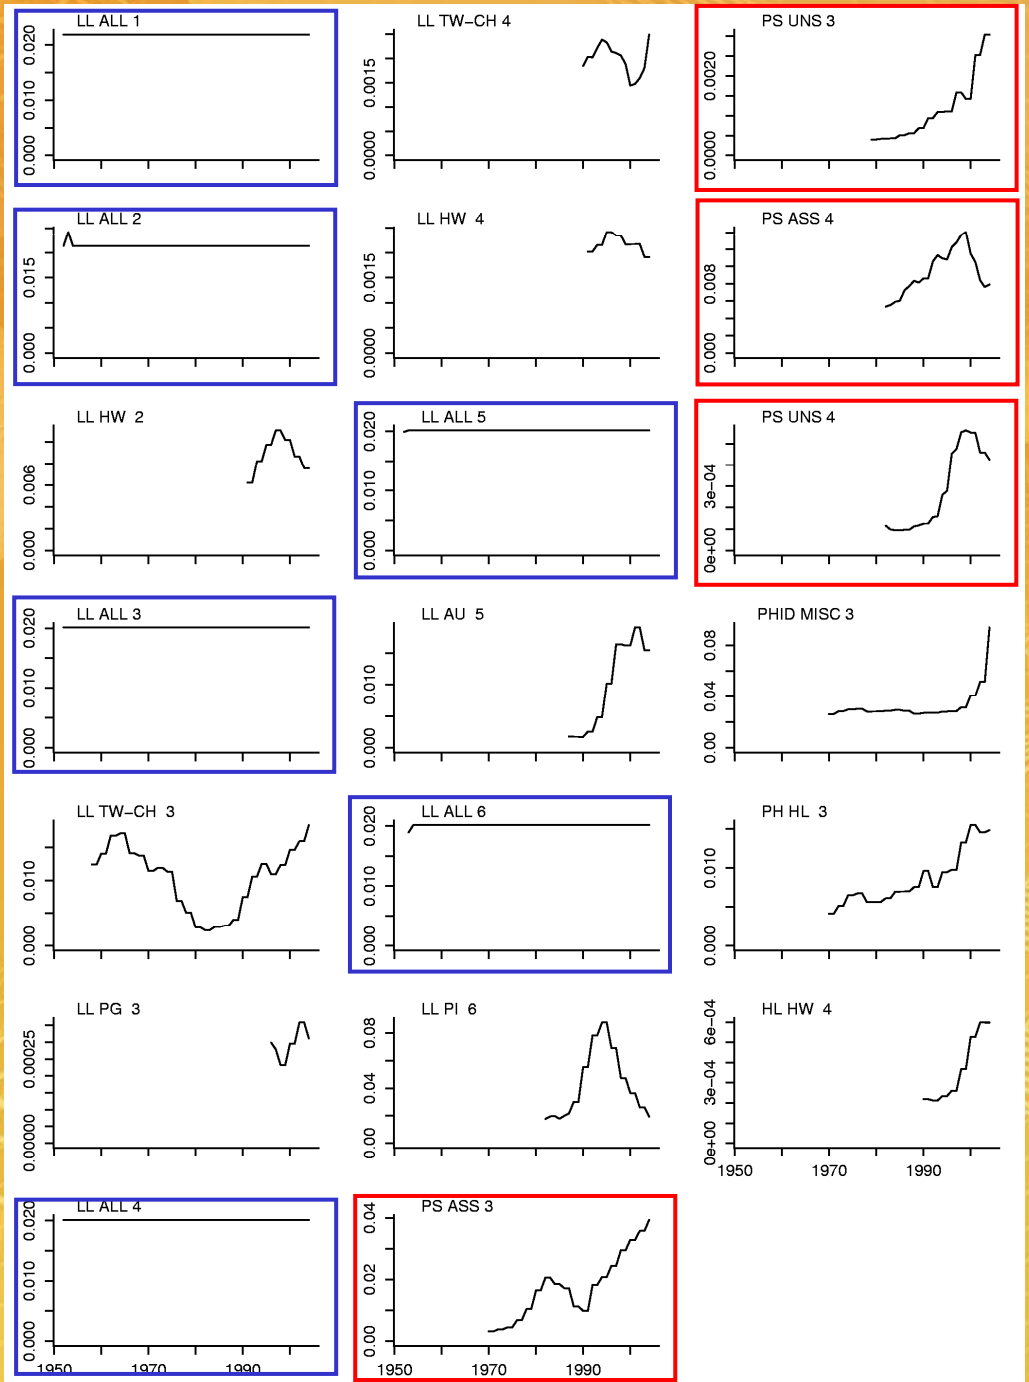 LL ALL 1
0.000 0.010 0.020
LL ALL 2
0.000 0.015
LL HW 2
0.000 0.006
LL ALL 3
0.000 0.010 0.020
LL TW−CH 3
0.000 0.010
LL PG 3
0.00000 0.00025
LL ALL 4
0.000 0.010 0.020
1950 1970 1990
LL TW−CH 4
0.0000 0.0015
LL HW 4
0.0000 0.0015
LL ALL 5
0.000 0.010 0.020
LL AU 5
0.000 0.010
LL ALL 6
0.000 0.010 0.020
LL PI 6
0.00 0.04 0.08
PS ASS 3
0.00 0.02 0.04
1950 1970 1990
PS UNS 3
0.0000 0.0020
PS ASS 4
0.000 0.008
PS UNS 4
0e+00 3e−04
PHID MISC 3
0.00 0.04 0.08
PH HL 3
0.000 0.010
HL HW 4
0e+00 3e−04 6e−04
1950 1970 1990